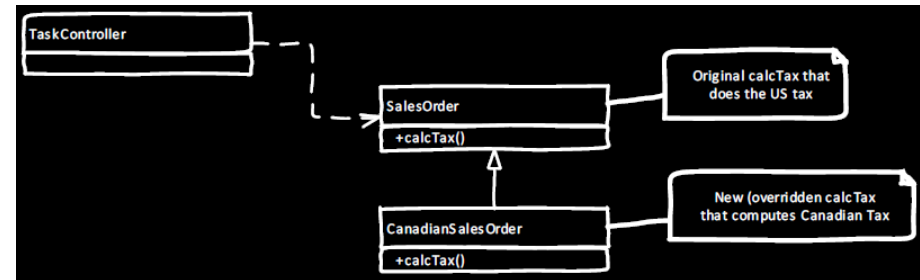 TaskController
SalesOrder
+calcTax()
Original calcTax that
does the US tax
CanadianSalesOrder
+calcTax()
New (overridden calcTax
that computes Canadian Tax